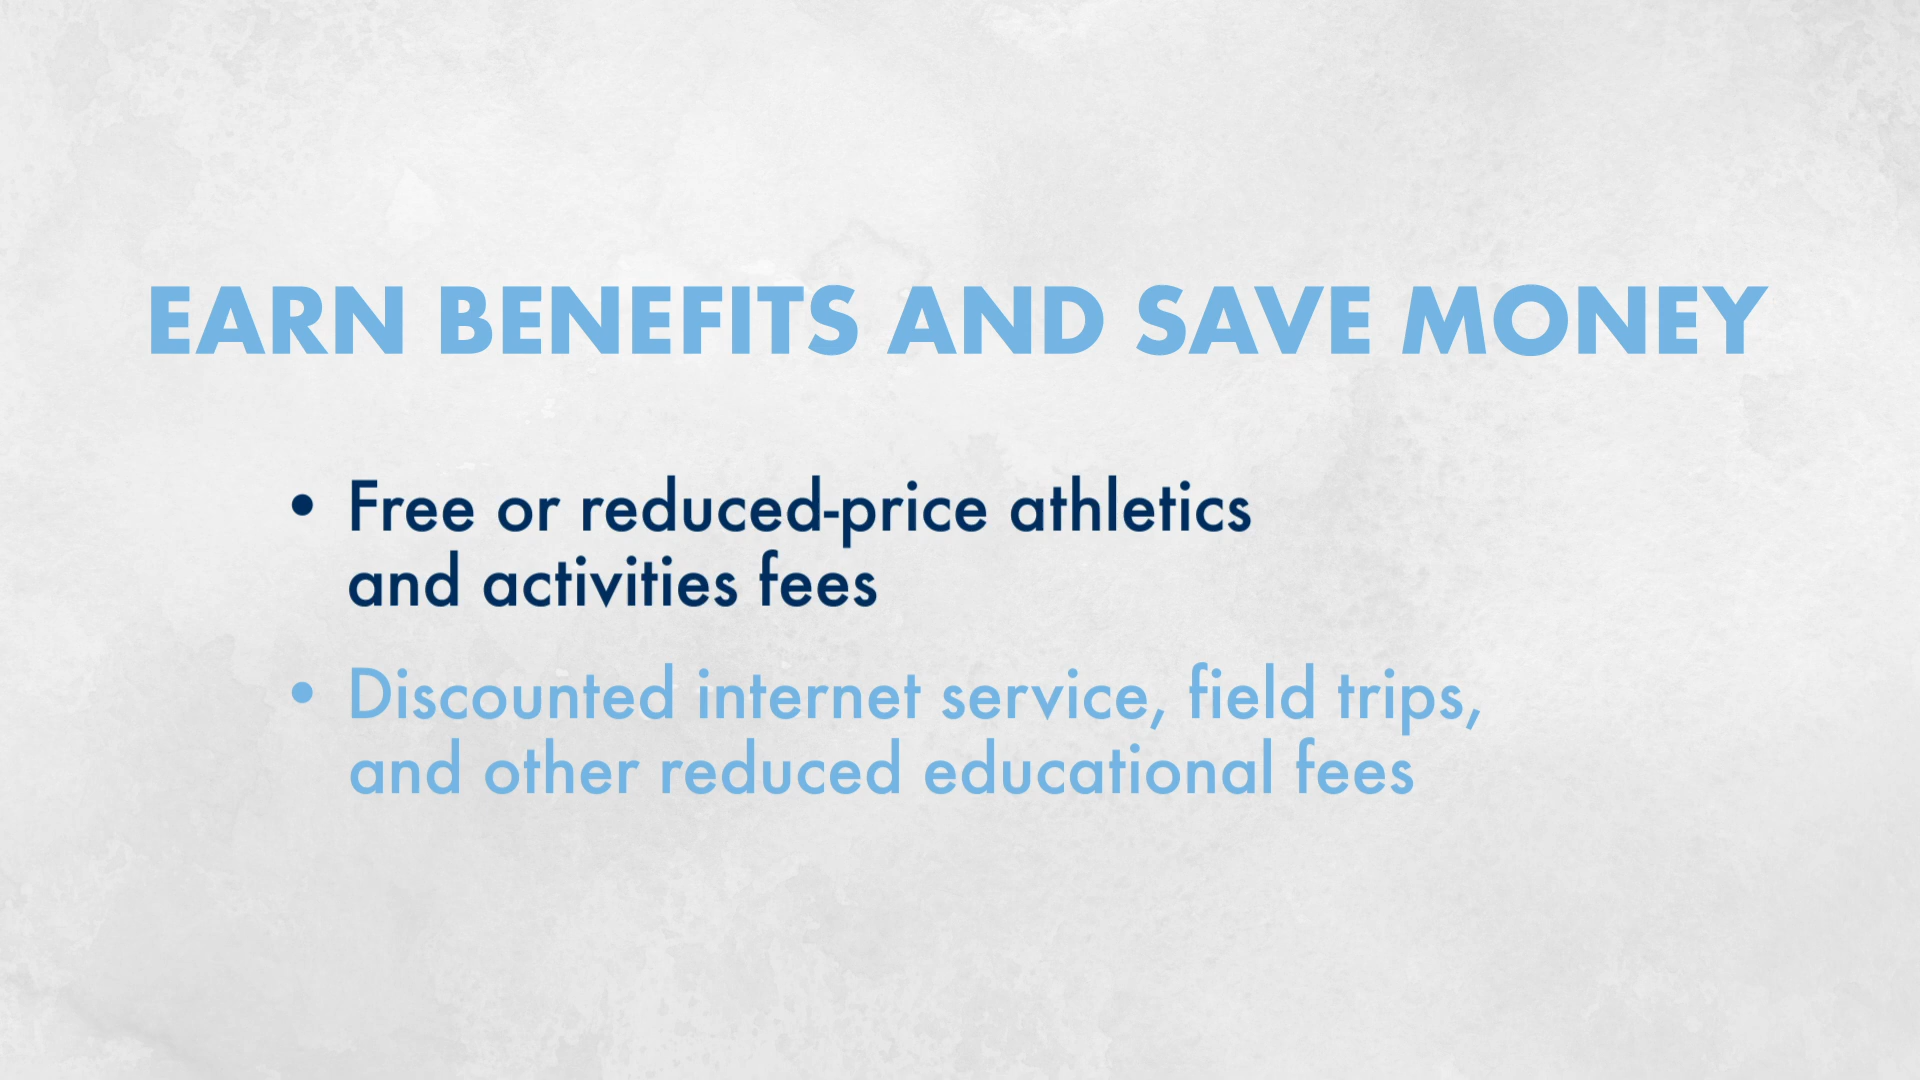 EARN BENEFITS AND SAVE MONEY
• Free or reduced-price athletics
and activities fees
• Discounted internet service, field trips,
and other reduced educational fees